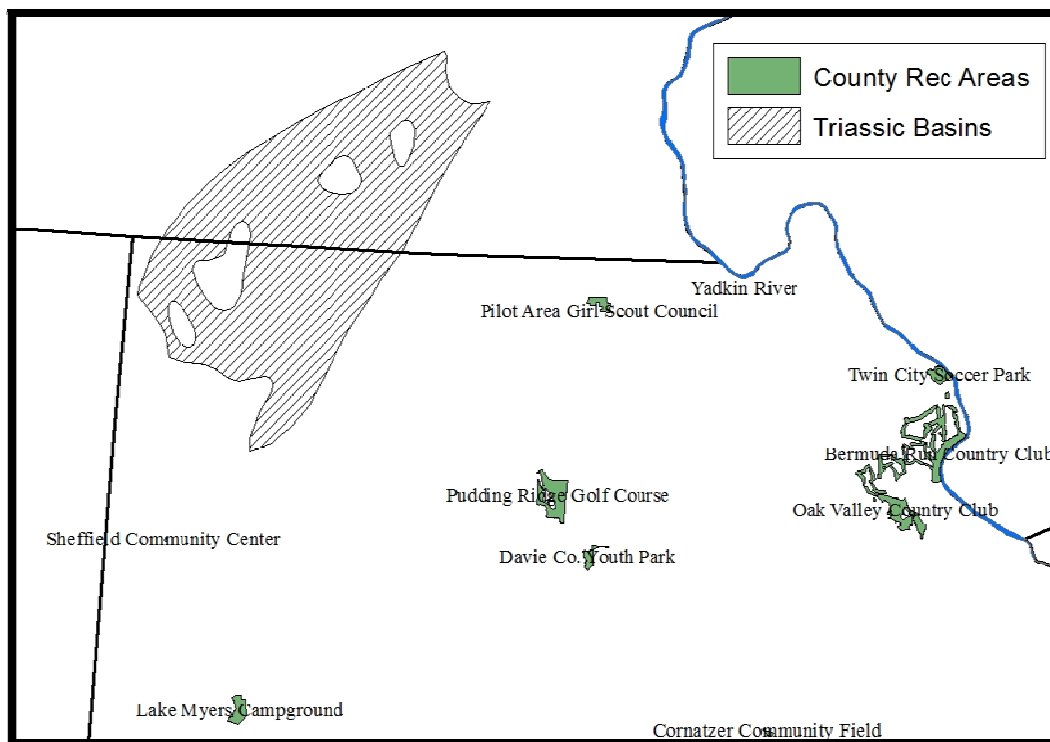 County Rec Areas
Triassic Basins
Yadkin River
Pilot Area Girl Scout Council
Twin City Soccer Park
Bermuda Run Country Club
Pudding Ridge Golf Course
Oak Valley Country Club
Sheffield Community Center
Davie Co. Youth Park
Lake Myers Campground
Cornatzer Community Field